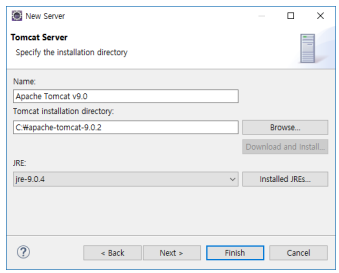 New Server
Tomcat Server
Specify the installation directory
Name:
Apache Tomcat v9.0
Tomcat installation directory:
C:₩apache-tomcat-9.0.2
Browse...
Download and Install...
JRE:
jre-9.0.4
Installed JREs...
?
< Back
Next >
Finish
Cancel